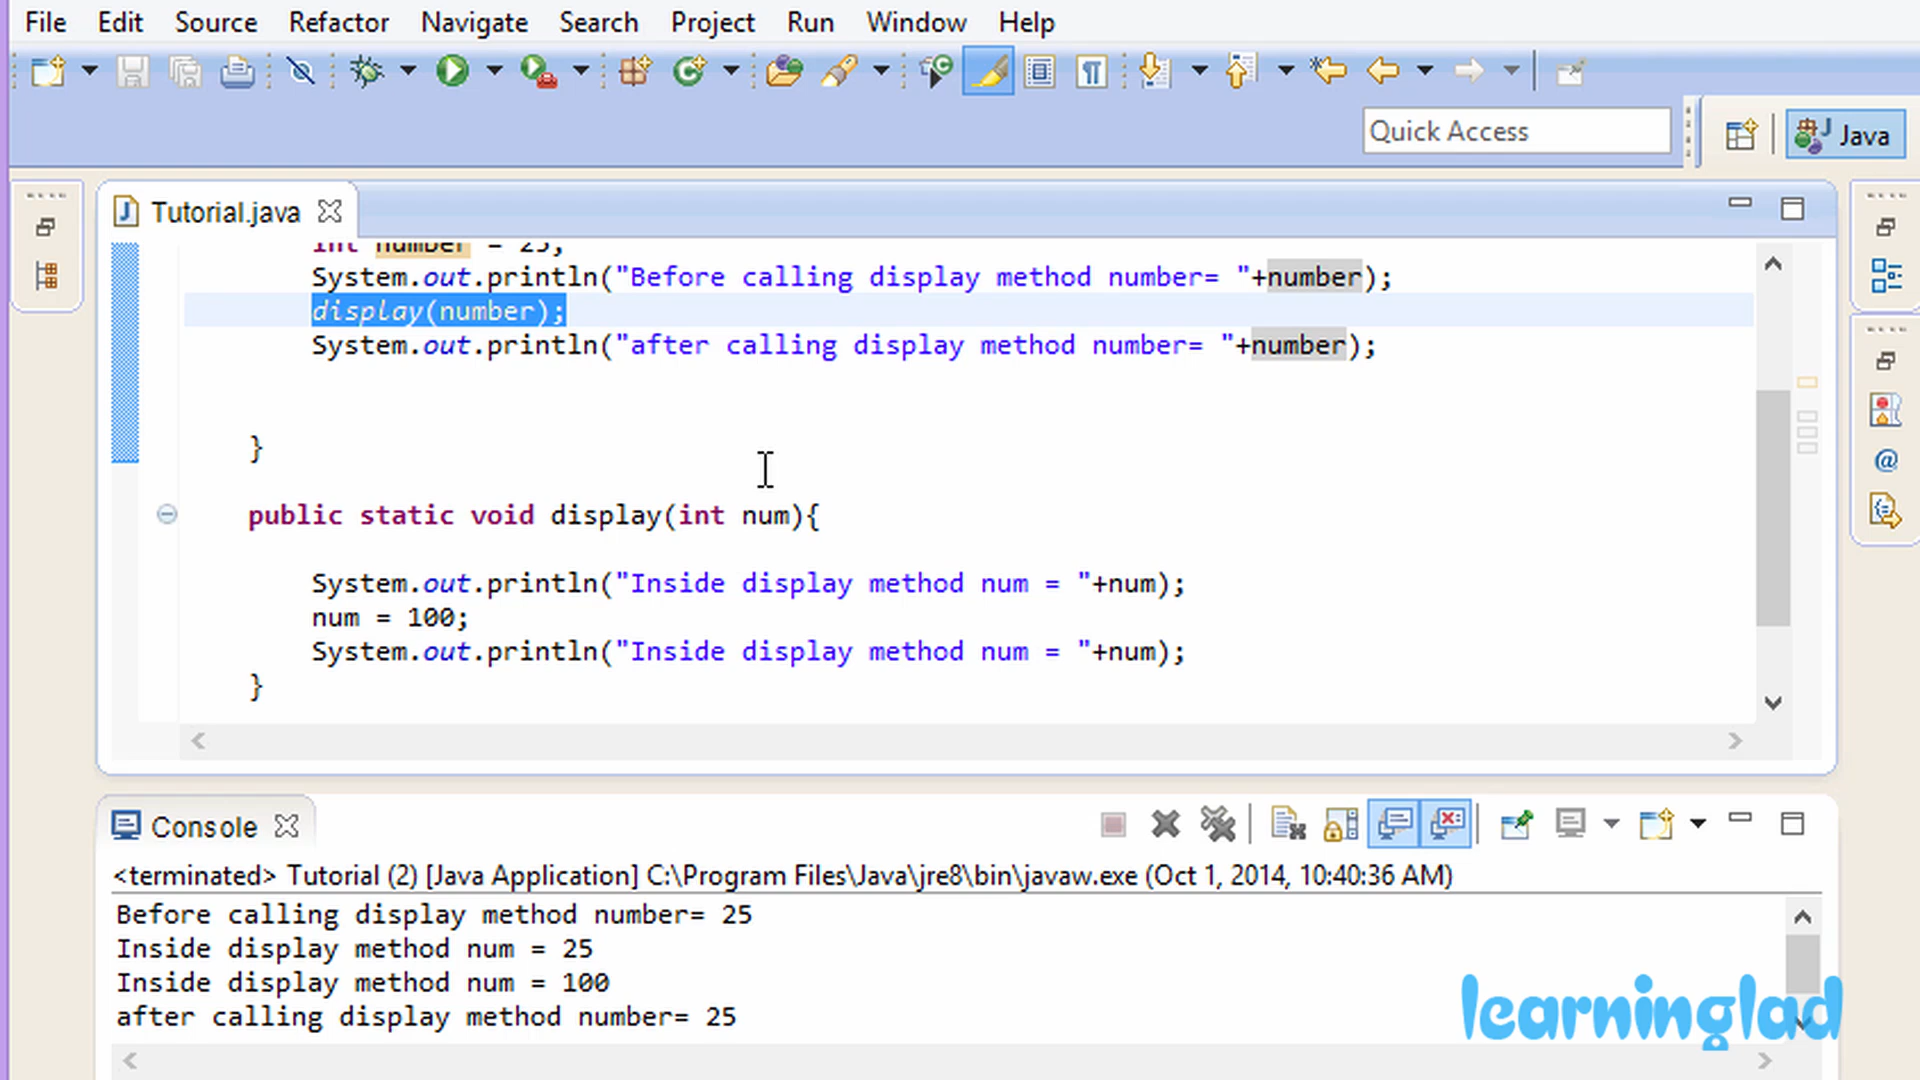 File Edit Source Refactor Navigate Search Project Run Window Help
Quick Access
Java
Tutorial.java
int number = 25;
System.out.println("Before calling display method number= "+number);
display(number);
System.out.println("after calling display method number= "+number);
}
public static void display(int num){
System.out.println("Inside display method num = "+num);
num = 100;
System.out.println("Inside display method num = "+num);
}
Console
<terminated> Tutorial (2) [Java Application] C:\Program Files\Java\jre8\bin\javaw.exe (Oct 1, 2014, 10:40:36 AM)
Before calling display method number= 25
Inside display method num = 25
Inside display method num = 100
after calling display method number= 25
learninglad